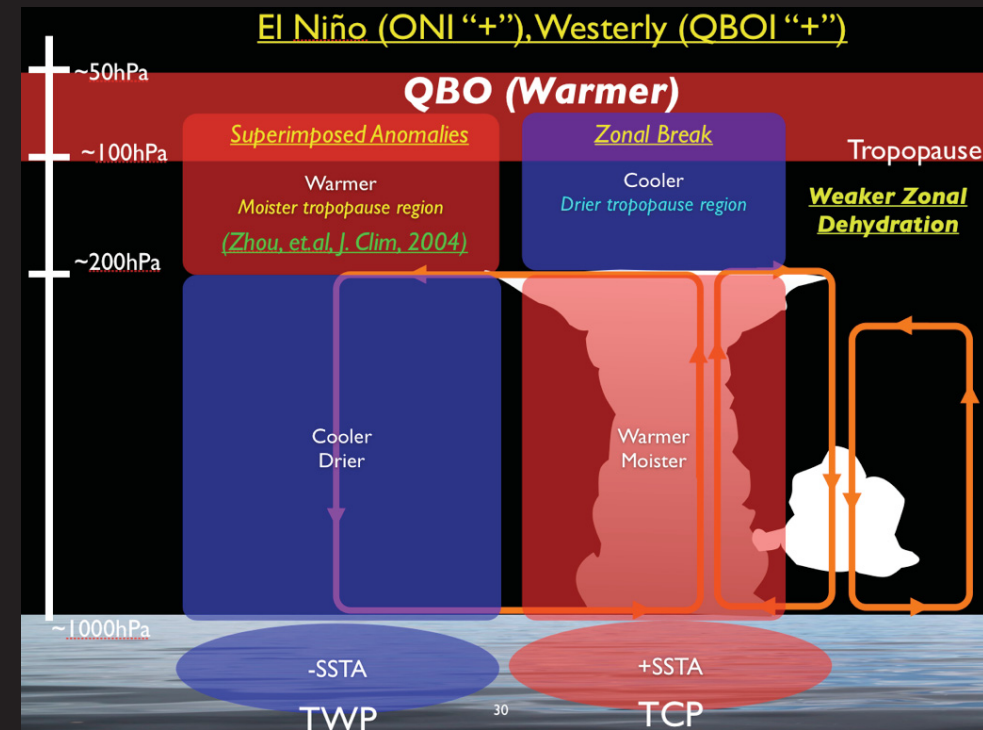 El Niño (ONI “+”), Westerly (QBOI “+”)
~50hPa
QBO (Warmer)
Superimposed Anomalies
Zonal Break
~100hPa
Tropopause
Warmer
Moister tropopause region
(Zhou, et.al, J. Clim, 2004)
Cooler
Drier tropopause region
Weaker Zonal
Dehydration
~200hPa
Cooler
Drier
Warmer
Moister
~1000hPa
-SSTA
+SSTA
TWP
30
TCP